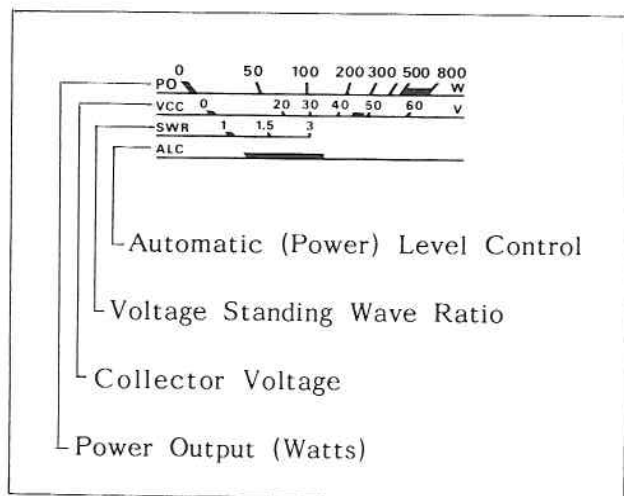 0 50 100 200 300 500 800
PO W
VCC 0 20 30 40 50 60 V
SWR 1 1.5 3
ALC
Automatic (Power) Level Control
Voltage Standing Wave Ratio
Collector Voltage
Power Output (Watts)